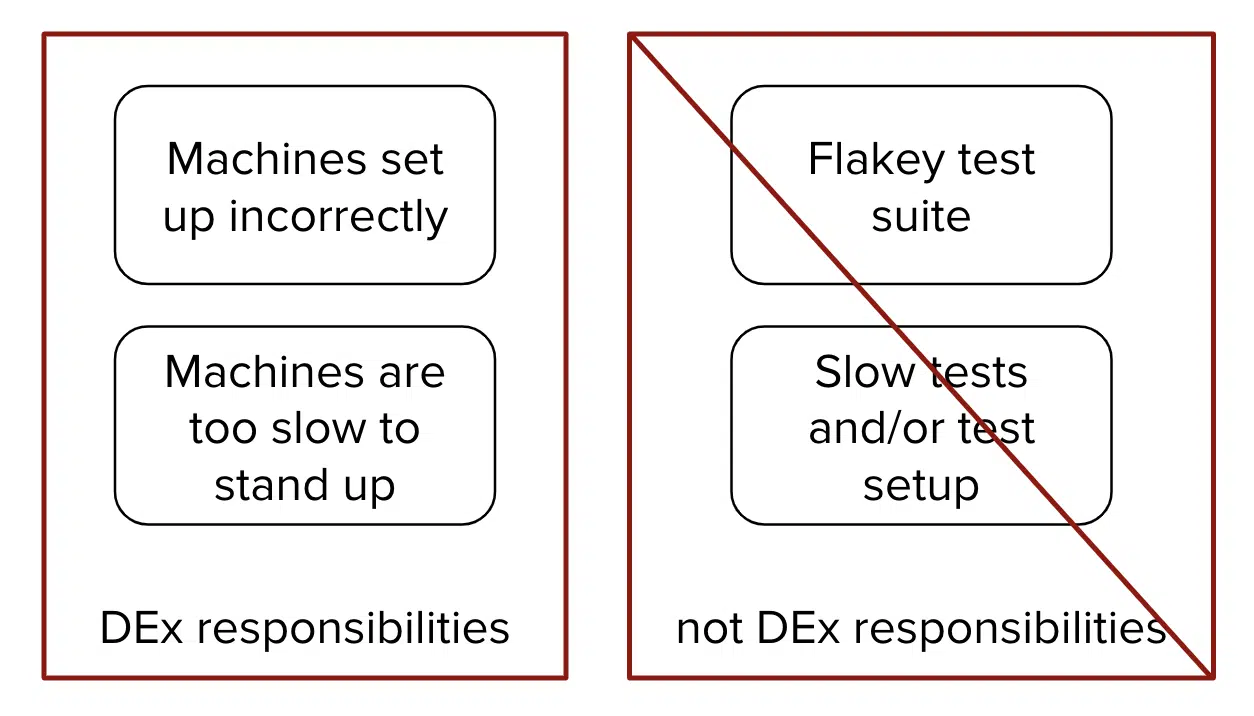 Machines set
up incorrectly
Machines are
too slow to
stand up
DEx responsibilities
Flakey test
suite
Slow tests
and/or test
setup
not DEx responsibilities